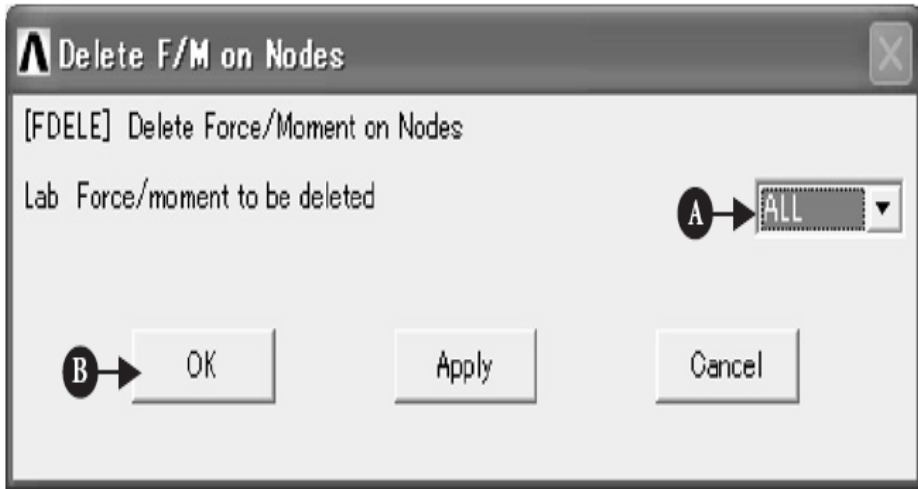 Delete F/M on Nodes
[FDELE] Delete Force/Moment on Nodes
Lab Force/moment to be deleted
A
ALL
B
OK
Apply
Cancel